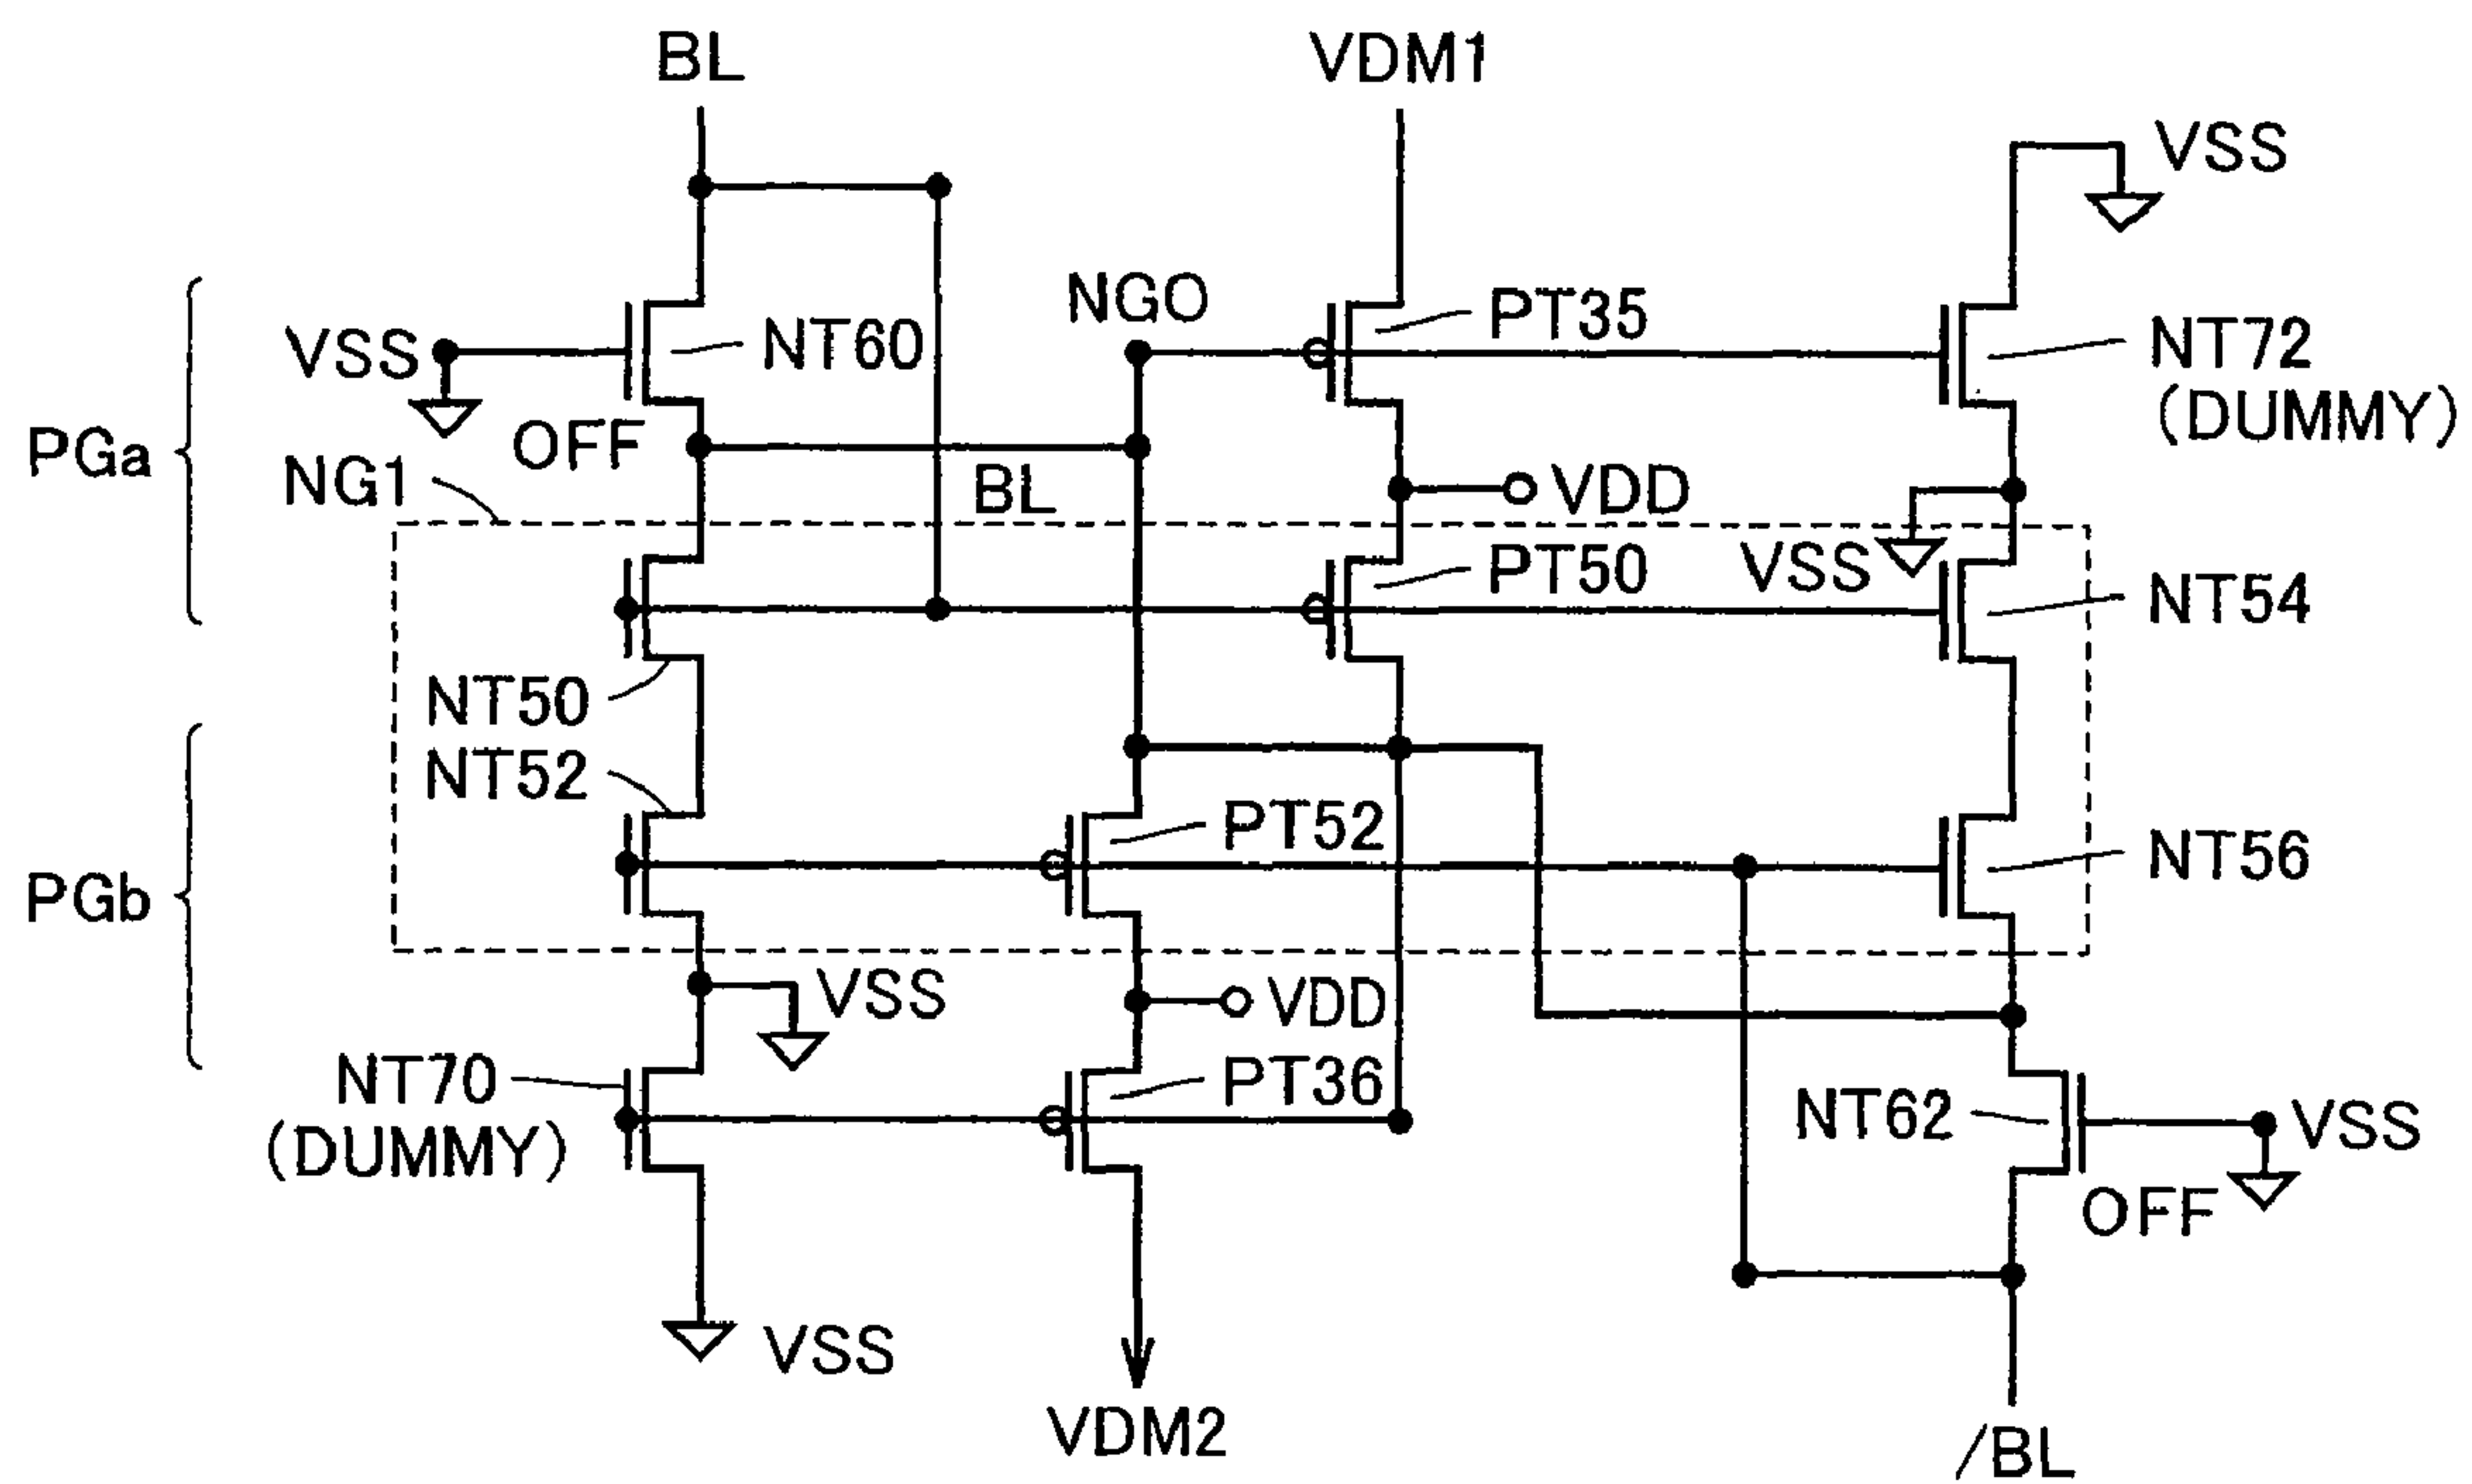 BL
VDM1
VSS
NGO
PT35
VSS
NT60
NT72
(DUMMY)
OFF
PGa
NG1
BL
VDD
PT50
VSS
NT54
NT50
NT52
PT52
NT56
PGb
VSS
VDD
NT70
(DUMMY)
PT36
NT62
VSS
OFF
VSS
VDM2
/BL